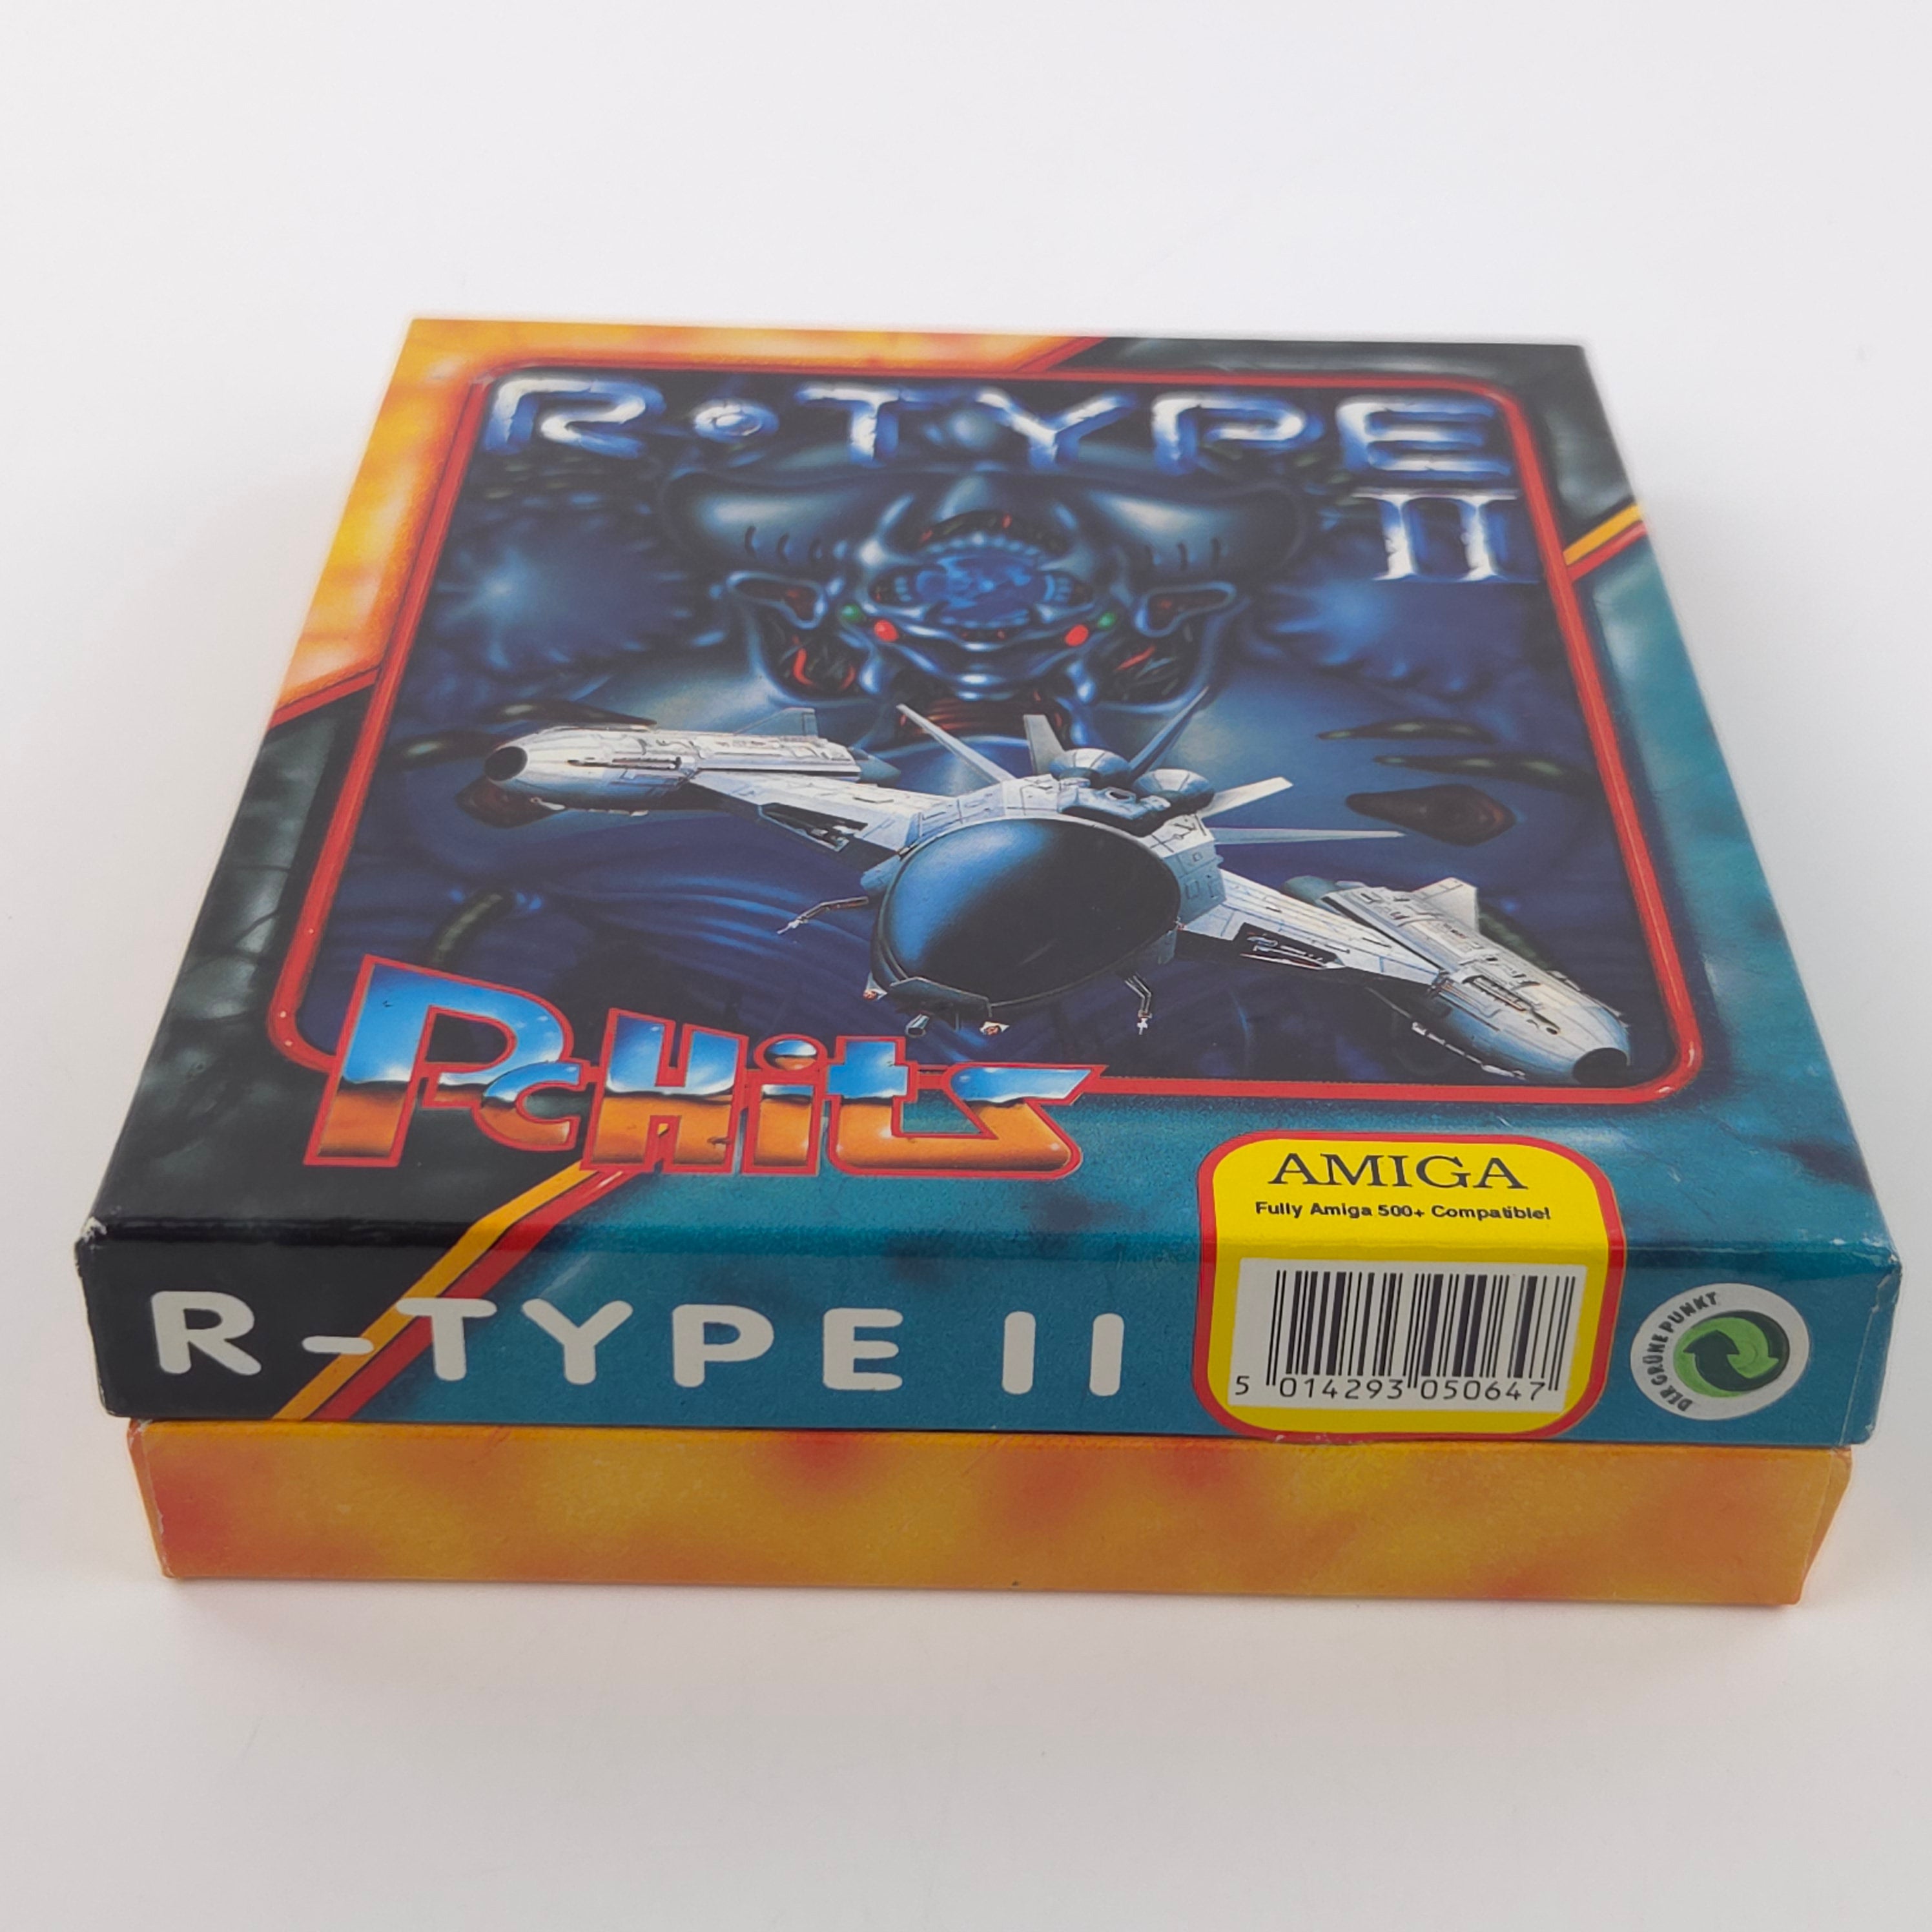 R•TYPE
II
PcHits
AMIGA
Fully Amiga 500+ Compatible!
R-TYPE II
5 014293 050647
DER GRÜNE PUNKT